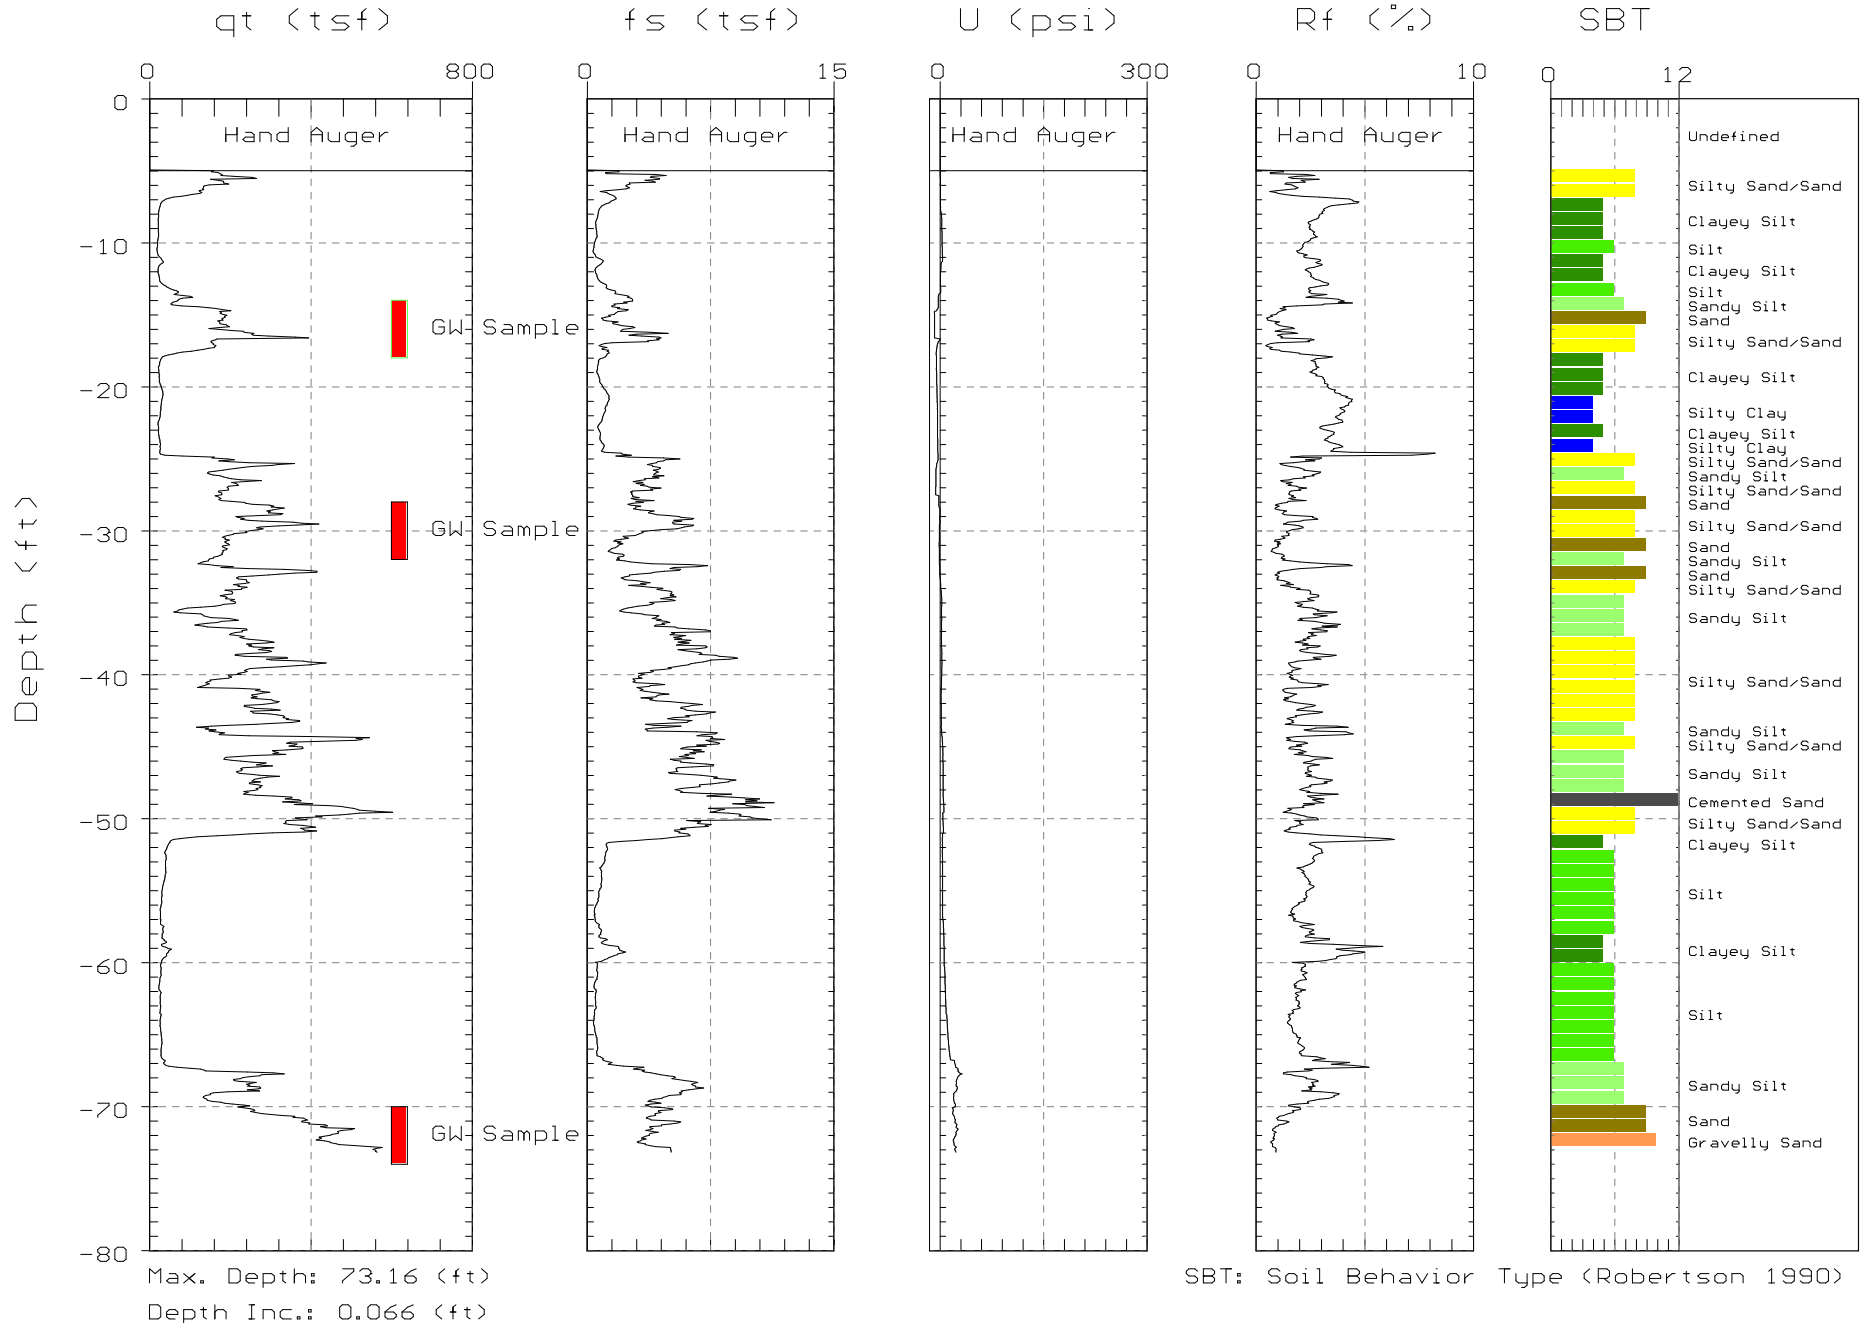 qt (tsf) fs (tsf) U (psi) Rf (%) SBT
0 800 0 15 0 300 0 10 0 12
0
Hand Auger Hand Auger Hand Auger Hand Auger Undefined
Silty Sand/Sand
Clayey Silt
-10
Silt
Clayey Silt
Silt
Sandy Silt
Sand
GW Sample
Silty Sand/Sand
Clayey Silt
-20
Silty Clay
Clayey Silt
Silty Clay
Silty Sand/Sand
Sandy Silt
Silty Sand/Sand
Sand
GW Sample
Silty Sand/Sand
-30
Sand
Sandy Silt
Sand
Silty Sand/Sand
Sandy Silt
Depth (ft)
-40
Silty Sand/Sand
Sandy Silt
Silty Sand/Sand
Sandy Silt
Cemented Sand
-50
Silty Sand/Sand
Clayey Silt
Silt
Clayey Silt
-60
Silt
Sandy Silt
-70
Sand
GW Sample
Gravelly Sand
-80
Max. Depth: 73.16 (ft)
Depth Inc.: 0.066 (ft)
SBT: Soil Behavior Type (Robertson 1990)